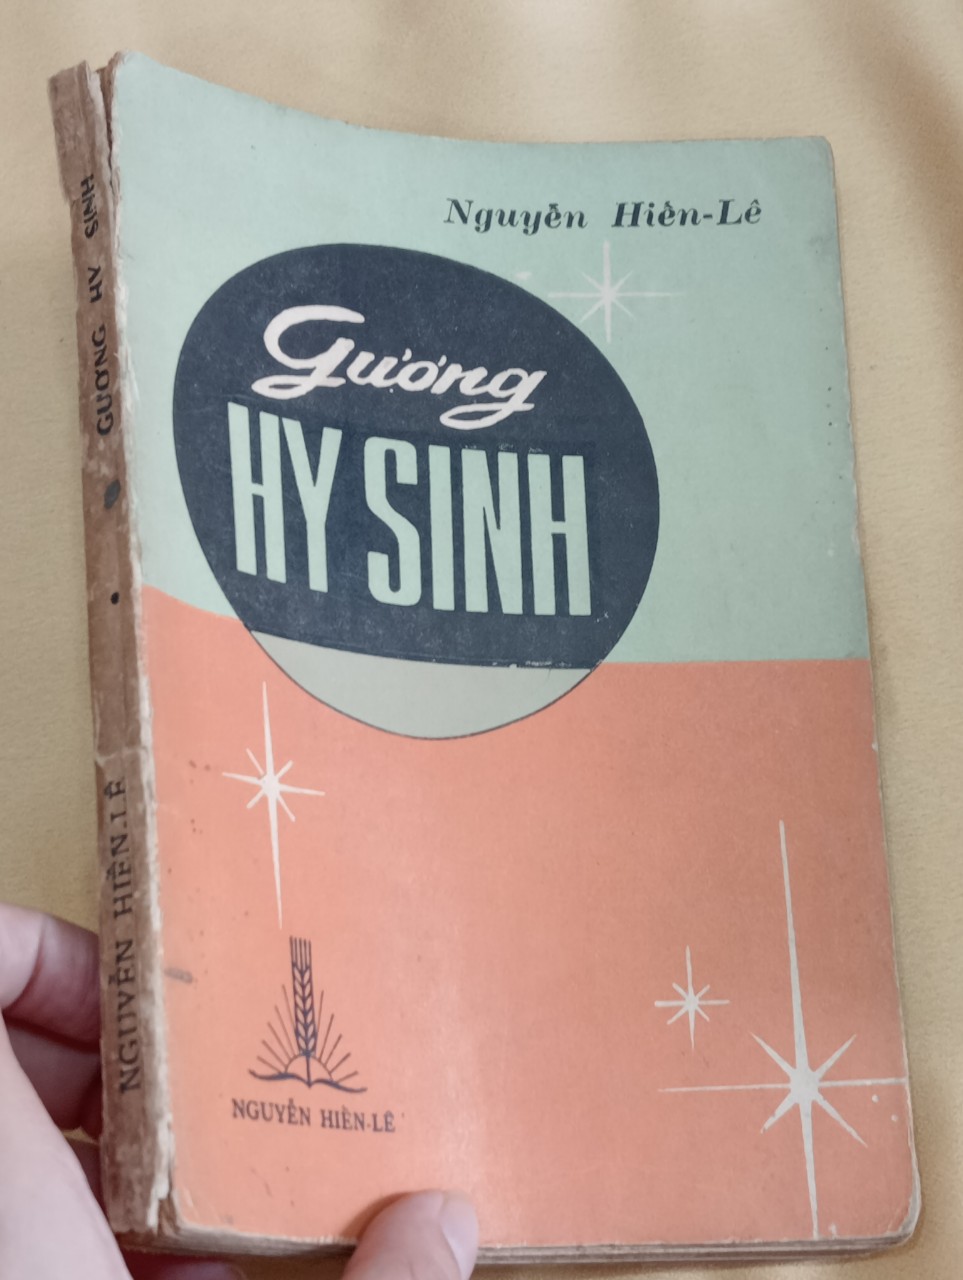 Nguyễn Hiến-Lê
Gương
HY SINH
NGUYỄN HIẾN-LÊ
NGUYỄN HIẾN-LÊ • GƯƠNG HY SINH